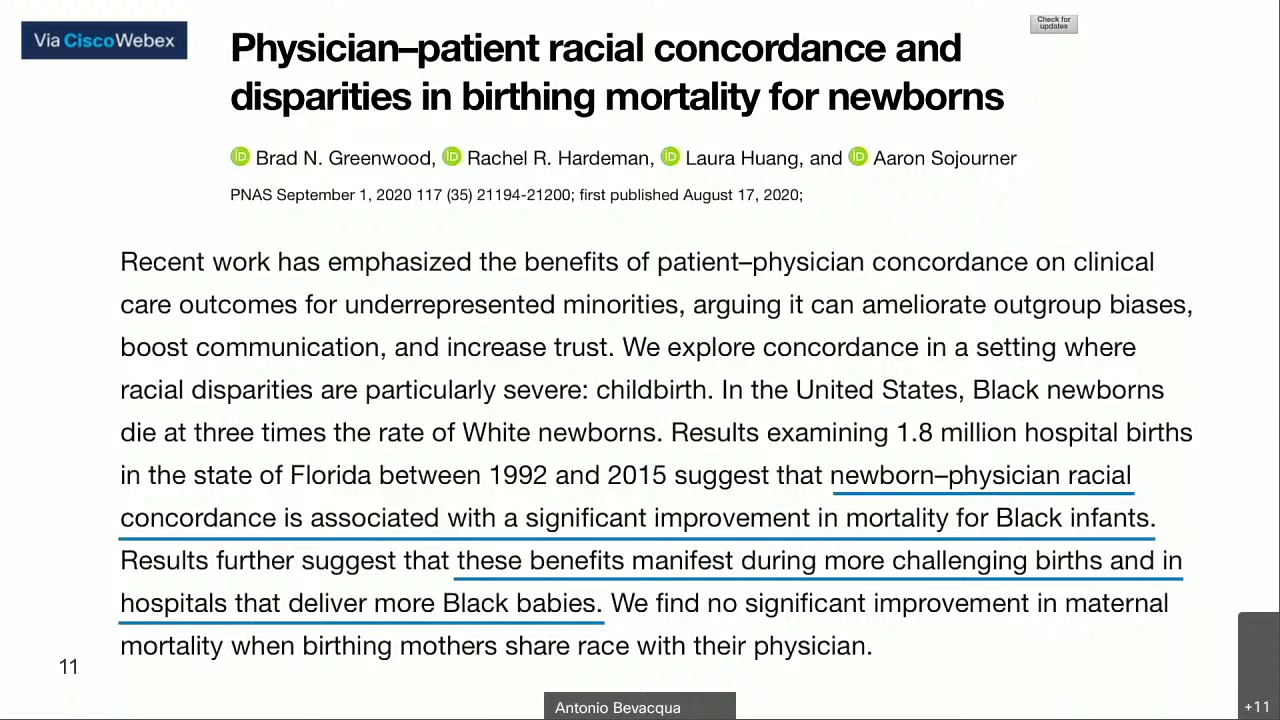 Via Cisco Webex
Check for
updates
Physician–patient racial concordance and
disparities in birthing mortality for newborns
iD Brad N. Greenwood, iD Rachel R. Hardeman, iD Laura Huang, and iD Aaron Sojourner
PNAS September 1, 2020 117 (35) 21194-21200; first published August 17, 2020;
Recent work has emphasized the benefits of patient–physician concordance on clinical
care outcomes for underrepresented minorities, arguing it can ameliorate outgroup biases,
boost communication, and increase trust. We explore concordance in a setting where
racial disparities are particularly severe: childbirth. In the United States, Black newborns
die at three times the rate of White newborns. Results examining 1.8 million hospital births
in the state of Florida between 1992 and 2015 suggest that newborn–physician racial
concordance is associated with a significant improvement in mortality for Black infants.
Results further suggest that these benefits manifest during more challenging births and in
hospitals that deliver more Black babies. We find no significant improvement in maternal
mortality when birthing mothers share race with their physician.
11
Antonio Bevacqua
+11